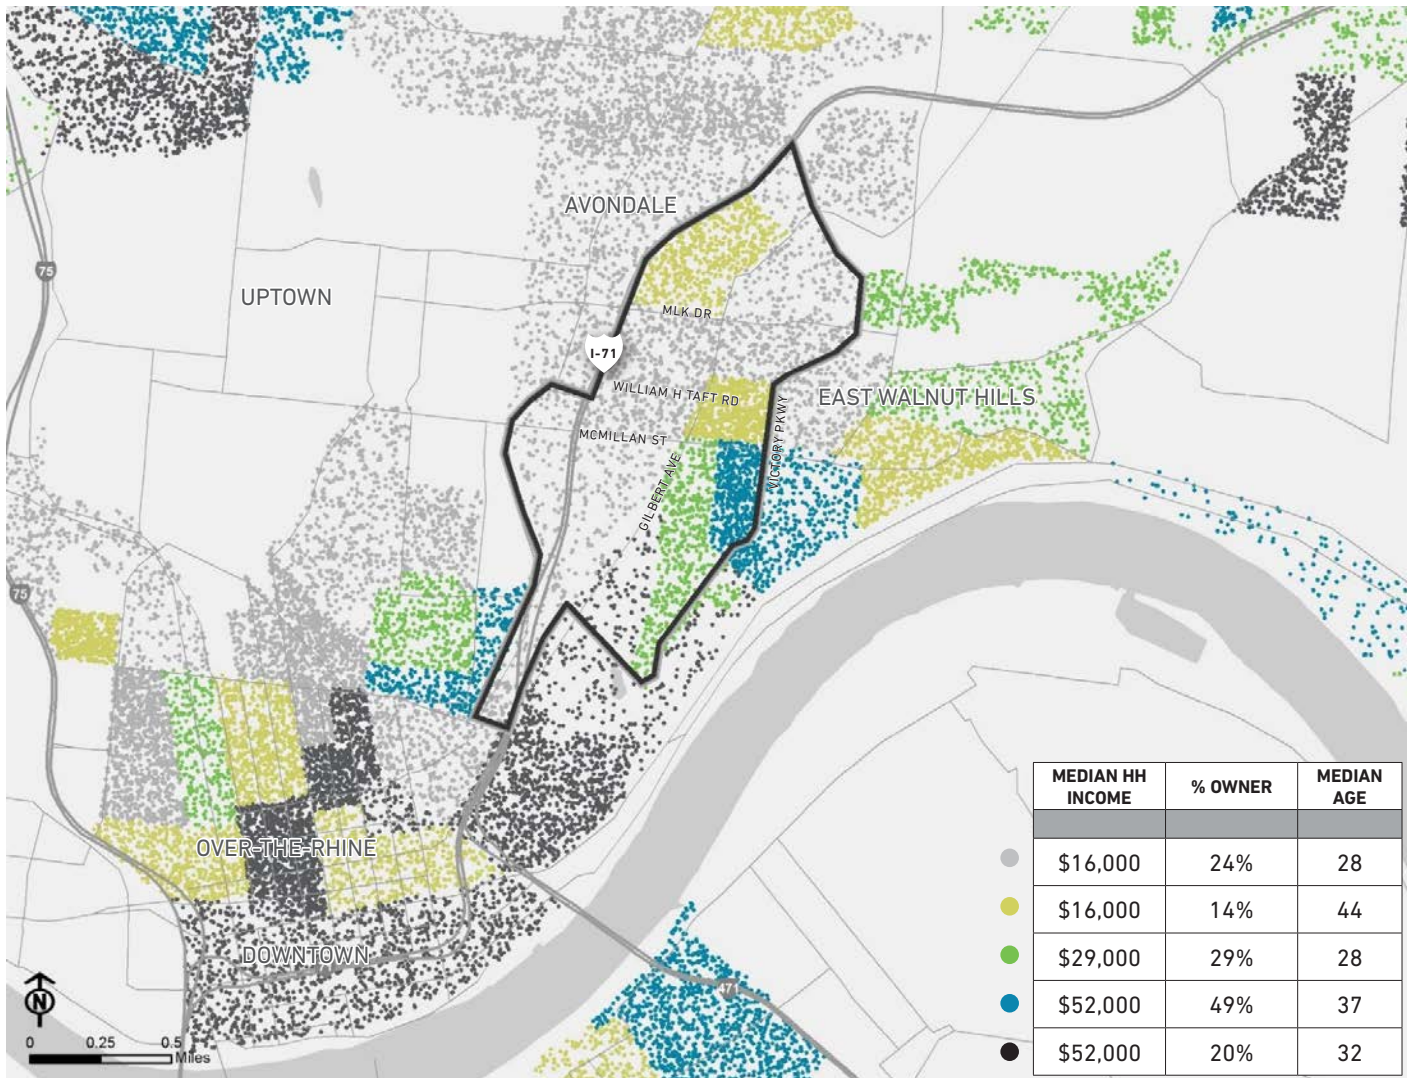 AVONDALE
75
UPTOWN
MLK DR
I-71
WILLIAM H TAFT RD
EAST WALNUT HILLS
MCMILLAN ST
VICTORY PKWY
GILBERT AVE
75
MEDIAN HH INCOME % OWNER MEDIAN AGE
$16,000 24% 28
$16,000 14% 44
$29,000 29% 28
$52,000 49% 37
$52,000 20% 32
OVER-THE-RHINE
DOWNTOWN
471
N
0 0.25 0.5
Miles